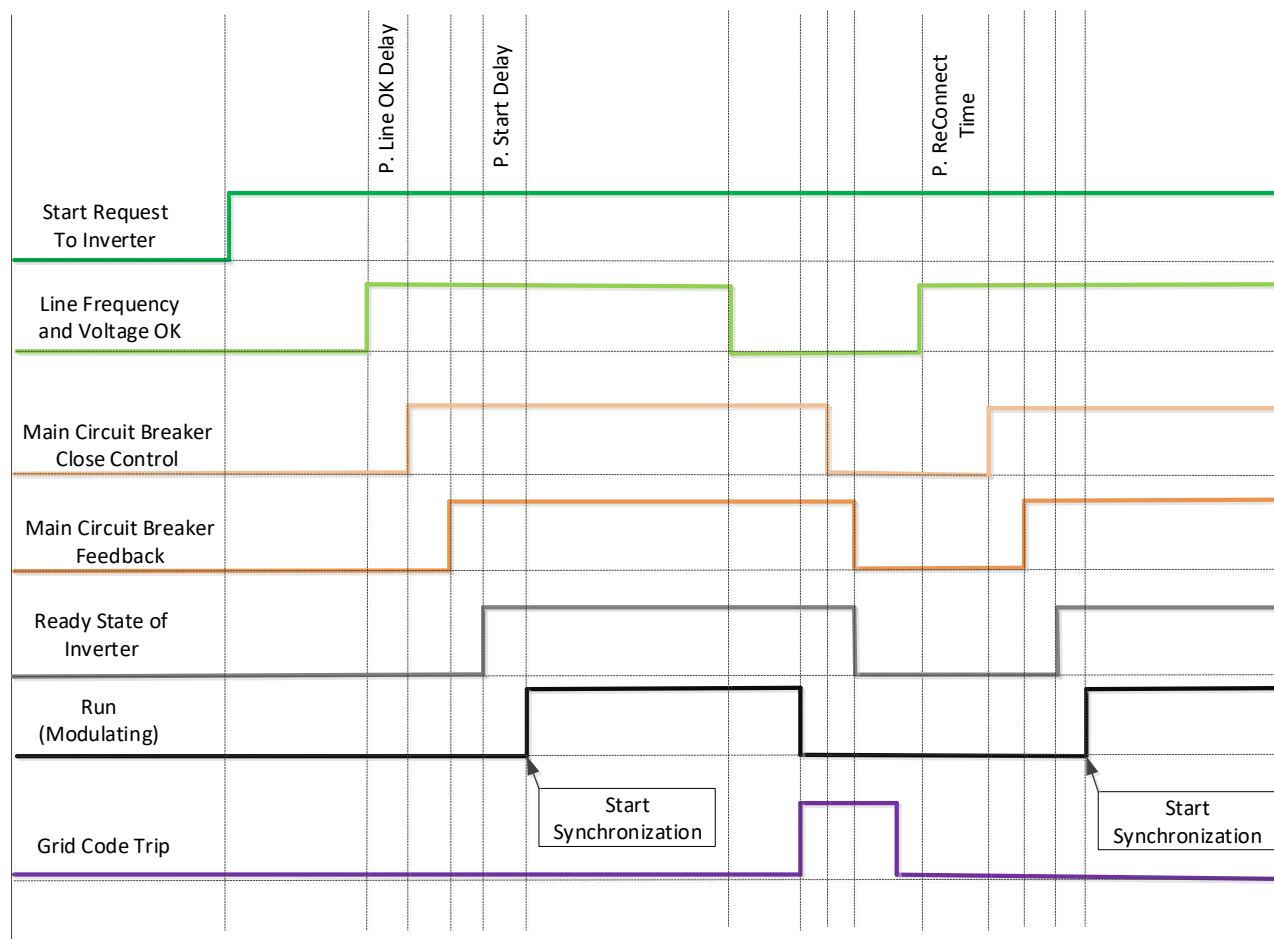 P. Line OK Delay
P. Start Delay
P. ReConnect
Time
Start Request
To Inverter
Line Frequency
and Voltage OK
Main Circuit Breaker
Close Control
Main Circuit Breaker
Feedback
Ready State of
Inverter
Run
(Modulating)
Start
Synchronization
Start
Synchronization
Grid Code Trip